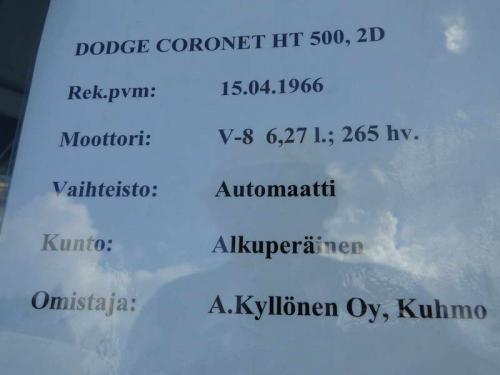 DODGE CORONET HT 500, 2D
Rek.pvm: 15.04.1966
Moottori: V-8 6,27 l.; 265 hv.
Vaihteisto: Automaatti
Kunto: Alkuperäinen
Omistaja: A.Kyllönen Oy, Kuhmo